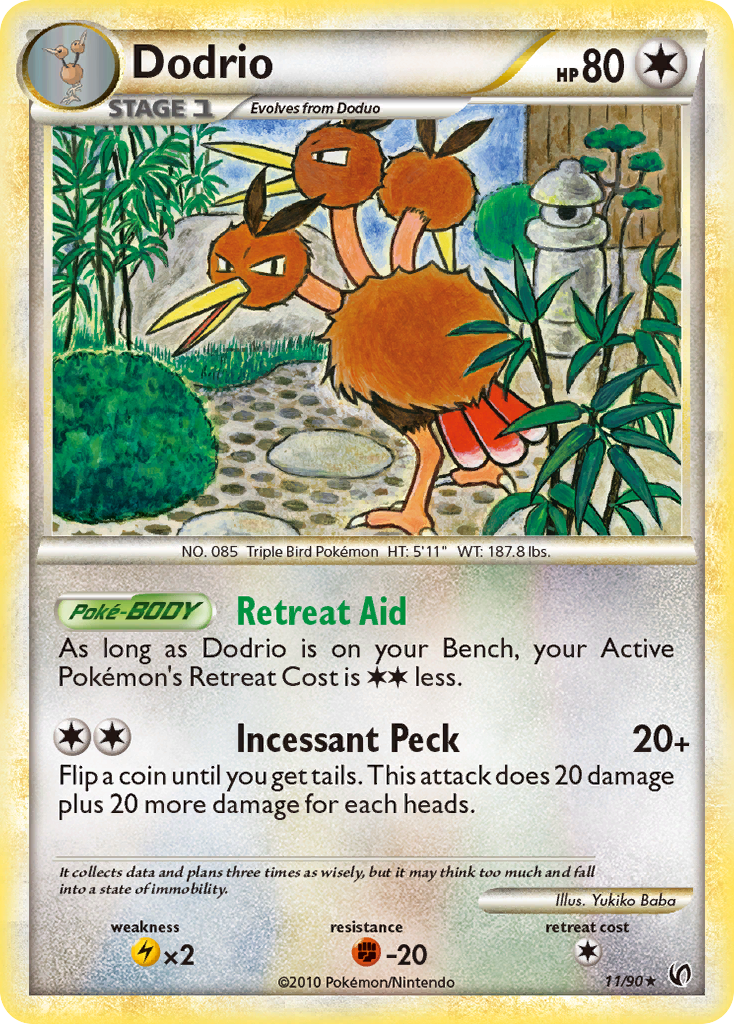 Dodrio
HP 80
STAGE 1
Evolves from Doduo
NO. 085 Triple Bird Pokémon HT: 5'11" WT: 187.8 lbs.
Poké-BODY Retreat Aid
As long as Dodrio is on your Bench, your Active
Pokémon's Retreat Cost is less.
Incessant Peck 20+
Flip a coin until you get tails. This attack does 20 damage
plus 20 more damage for each heads.
It collects data and plans three times as wisely, but it may think too much and fall
into a state of immobility.
Illus. Yukiko Baba
weakness resistance retreat cost
×2 -20
©2010 Pokémon/Nintendo 11/90★